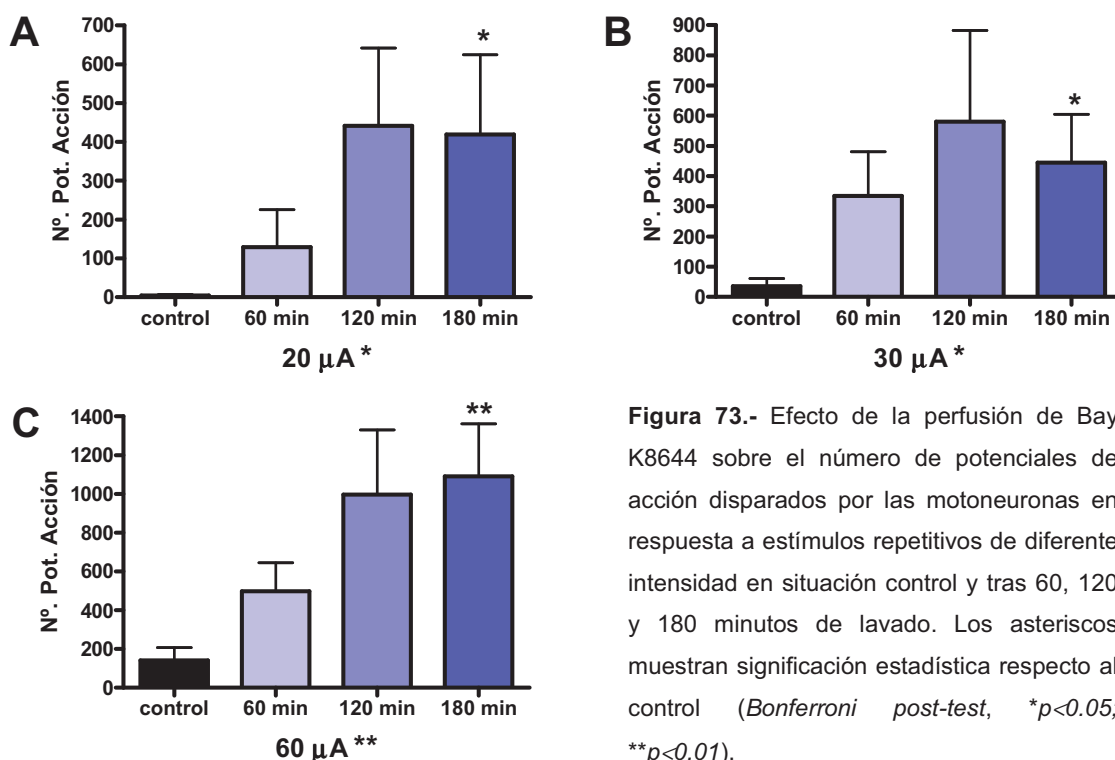 A
Nº. Pot. Acción
700
600
500
400
300
200
100
0
*
control 60 min 120 min 180 min
20 µA *
B
Nº. Pot. Acción
900
800
700
600
500
400
300
200
100
0
*
control 60 min 120 min 180 min
30 µA *
C
Nº. Pot. Acción
1400
1200
1000
800
600
400
200
0
**
control 60 min 120 min 180 min
60 µA **
Figura 73.- Efecto de la perfusión de Bay
K8644 sobre el número de potenciales de
acción disparados por las motoneuronas en
respuesta a estímulos repetitivos de diferente
intensidad en situación control y tras 60, 120
y 180 minutos de lavado. Los asteriscos
muestran significación estadística respecto al
control (Bonferroni post-test, *p<0.05;
**p<0.01).